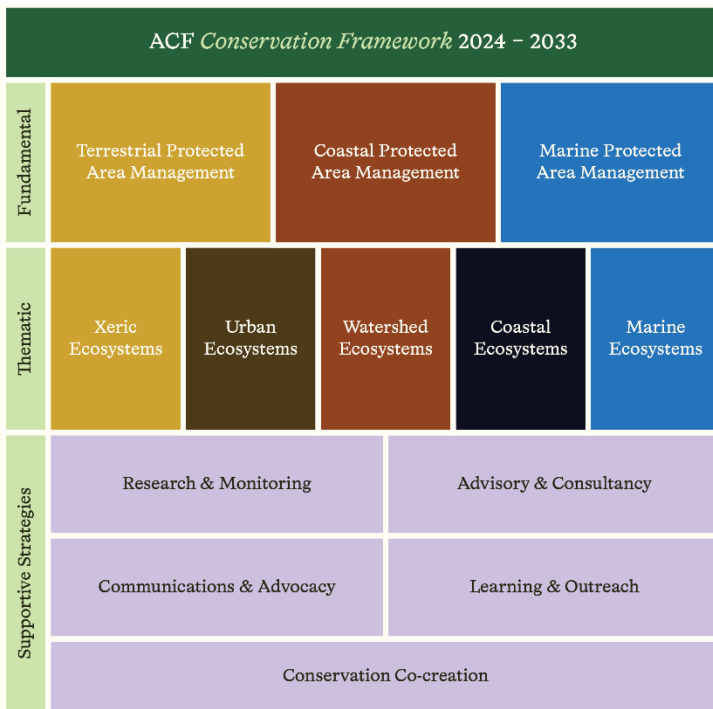 ACF Conservation Framework 2024 – 2033
Fundamental
Terrestrial Protected
Area Management
Coastal Protected
Area Management
Marine Protected
Area Management
Thematic
Xeric
Ecosystems
Urban
Ecosystems
Watershed
Ecosystems
Coastal
Ecosystems
Marine
Ecosystems
Supportive Strategies
Research & Monitoring
Advisory & Consultancy
Communications & Advocacy
Learning & Outreach
Conservation Co-creation